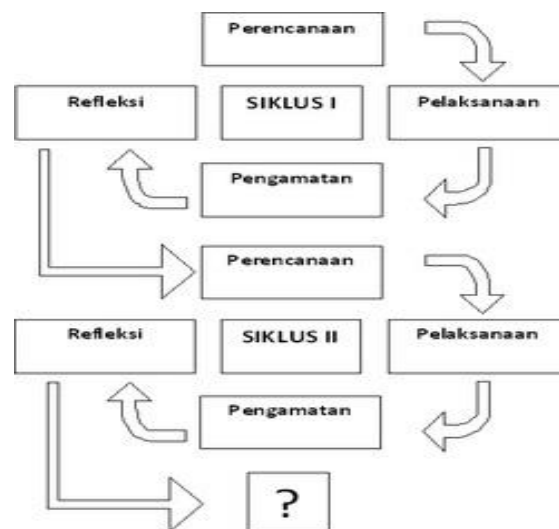 Perencanaan
Refleksi
SIKLUS I
Pelaksanaan
Pengamatan
Perencanaan
Refleksi
SIKLUS II
Pelaksanaan
Pengamatan
?